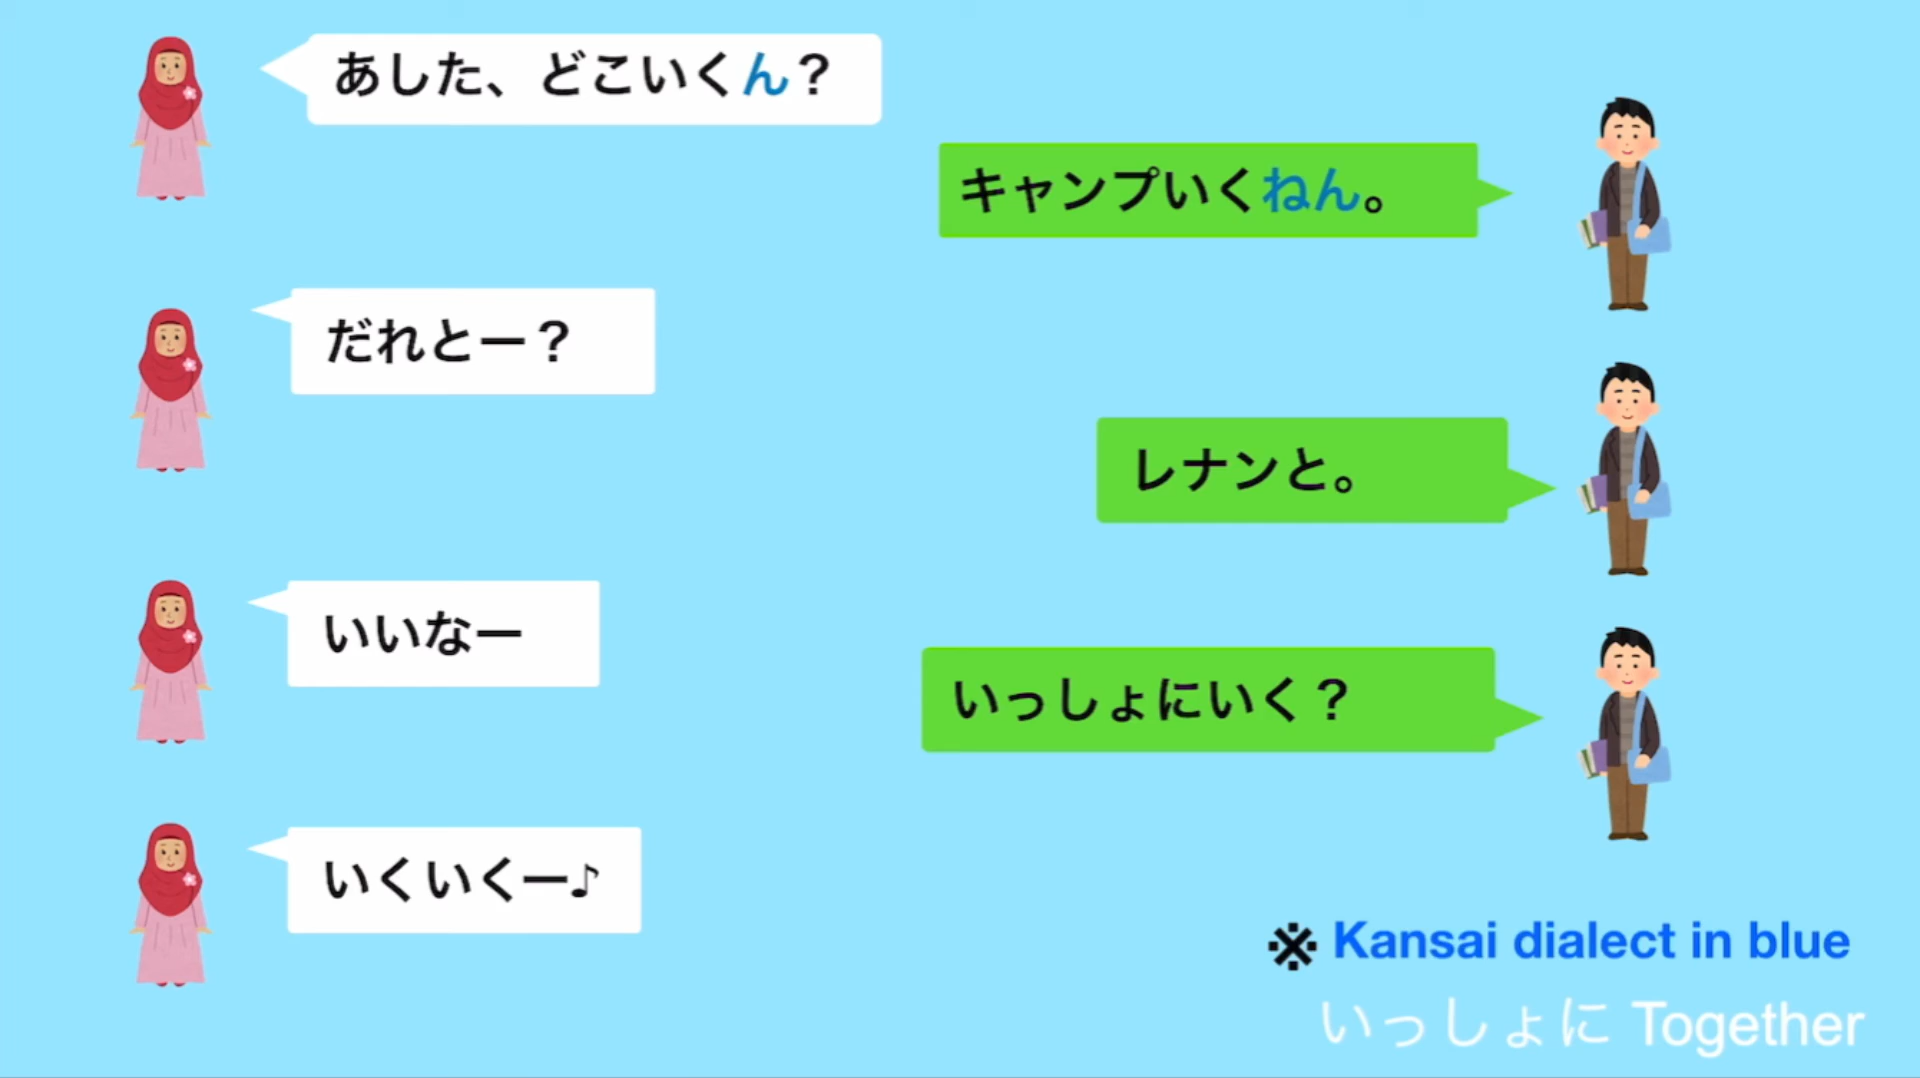 あした、どこいくん？
キャンプいくねん。
だれとー？
レナンと。
いいなー
いっしょにいく？
いくいくー♪
※ Kansai dialect in blue
いっしょに Together